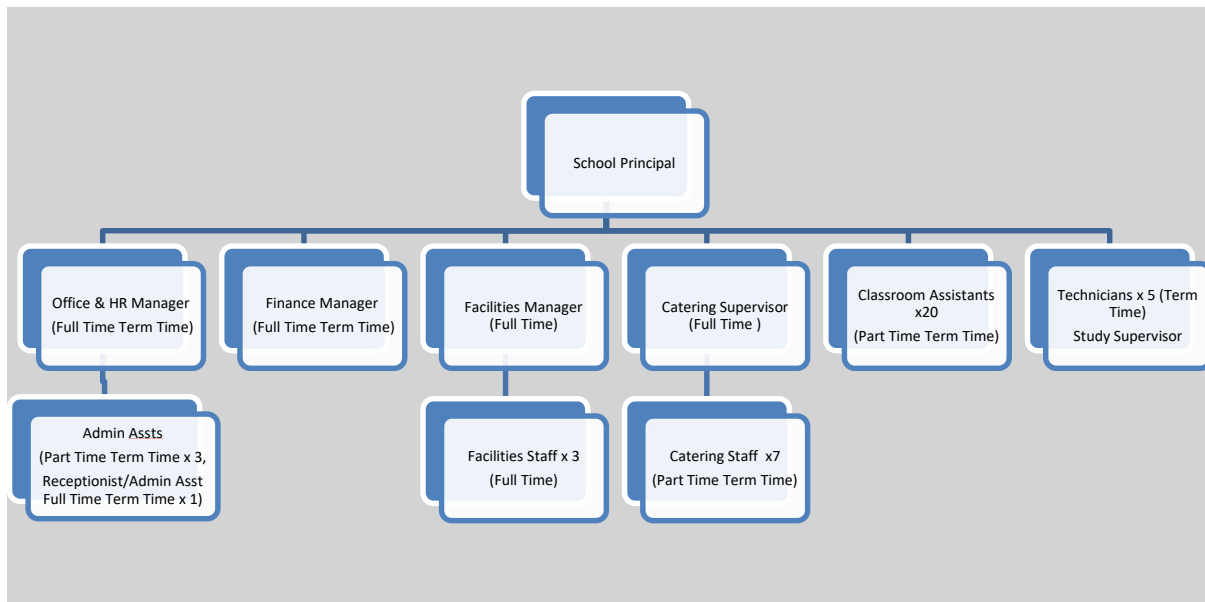 School Principal
Office & HR Manager
(Full Time Term Time)
Finance Manager
(Full Time Term Time)
Facilities Manager
(Full Time)
Catering Supervisor
(Full Time )
Classroom Assistants
x20
(Part Time Term Time)
Technicians x 5 (Term
Time)
Study Supervisor
Admin Assts
(Part Time Term Time x 3,
Receptionist/Admin Asst
Full Time Term Time x 1)
Facilities Staff x 3
(Full Time)
Catering Staff  x7
(Part Time Term Time)